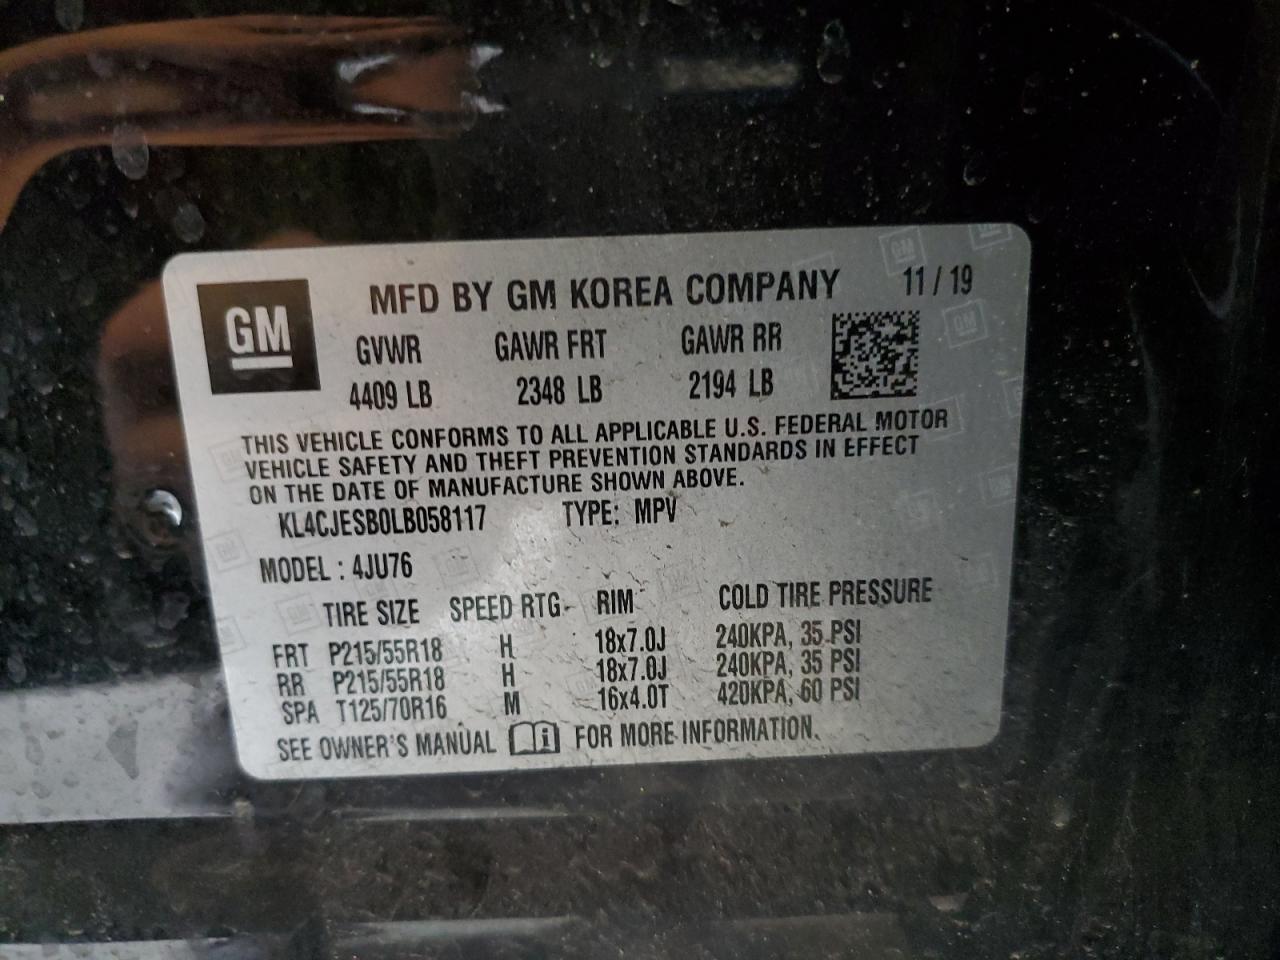 GM
MFD BY GM KOREA COMPANY 11/19
GVWR GAWR FRT GAWR RR
4409 LB 2348 LB 2194 LB
THIS VEHICLE CONFORMS TO ALL APPLICABLE U.S. FEDERAL MOTOR
VEHICLE SAFETY AND THEFT PREVENTION STANDARDS IN EFFECT
ON THE DATE OF MANUFACTURE SHOWN ABOVE.
KL4CJESB0LB058117 TYPE: MPV
MODEL : 4JU76
TIRE SIZE SPEED RTG RIM COLD TIRE PRESSURE
FRT P215/55R18 H 18x7.0J 240KPA, 35 PSI
RR P215/55R18 H 18x7.0J 240KPA, 35 PSI
SPA T125/70R16 M 16x4.0T 420KPA, 60 PSI
SEE OWNER'S MANUAL i FOR MORE INFORMATION.